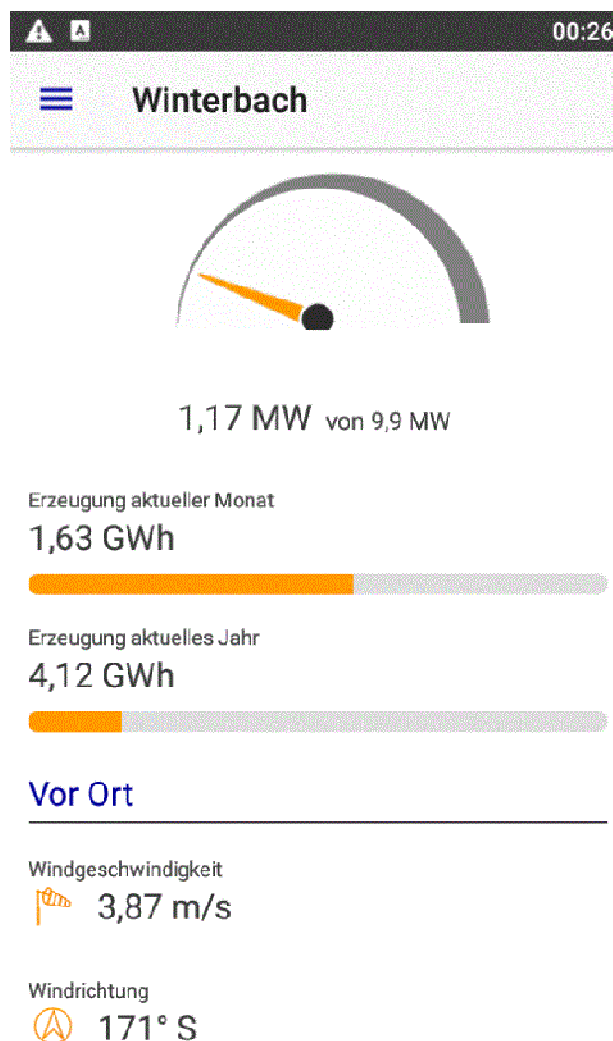 00:26
Winterbach
1,17 MW von 9,9 MW
Erzeugung aktueller Monat
1,63 GWh
Erzeugung aktuelles Jahr
4,12 GWh
Vor Ort
Windgeschwindigkeit
3,87 m/s
Windrichtung
171° S